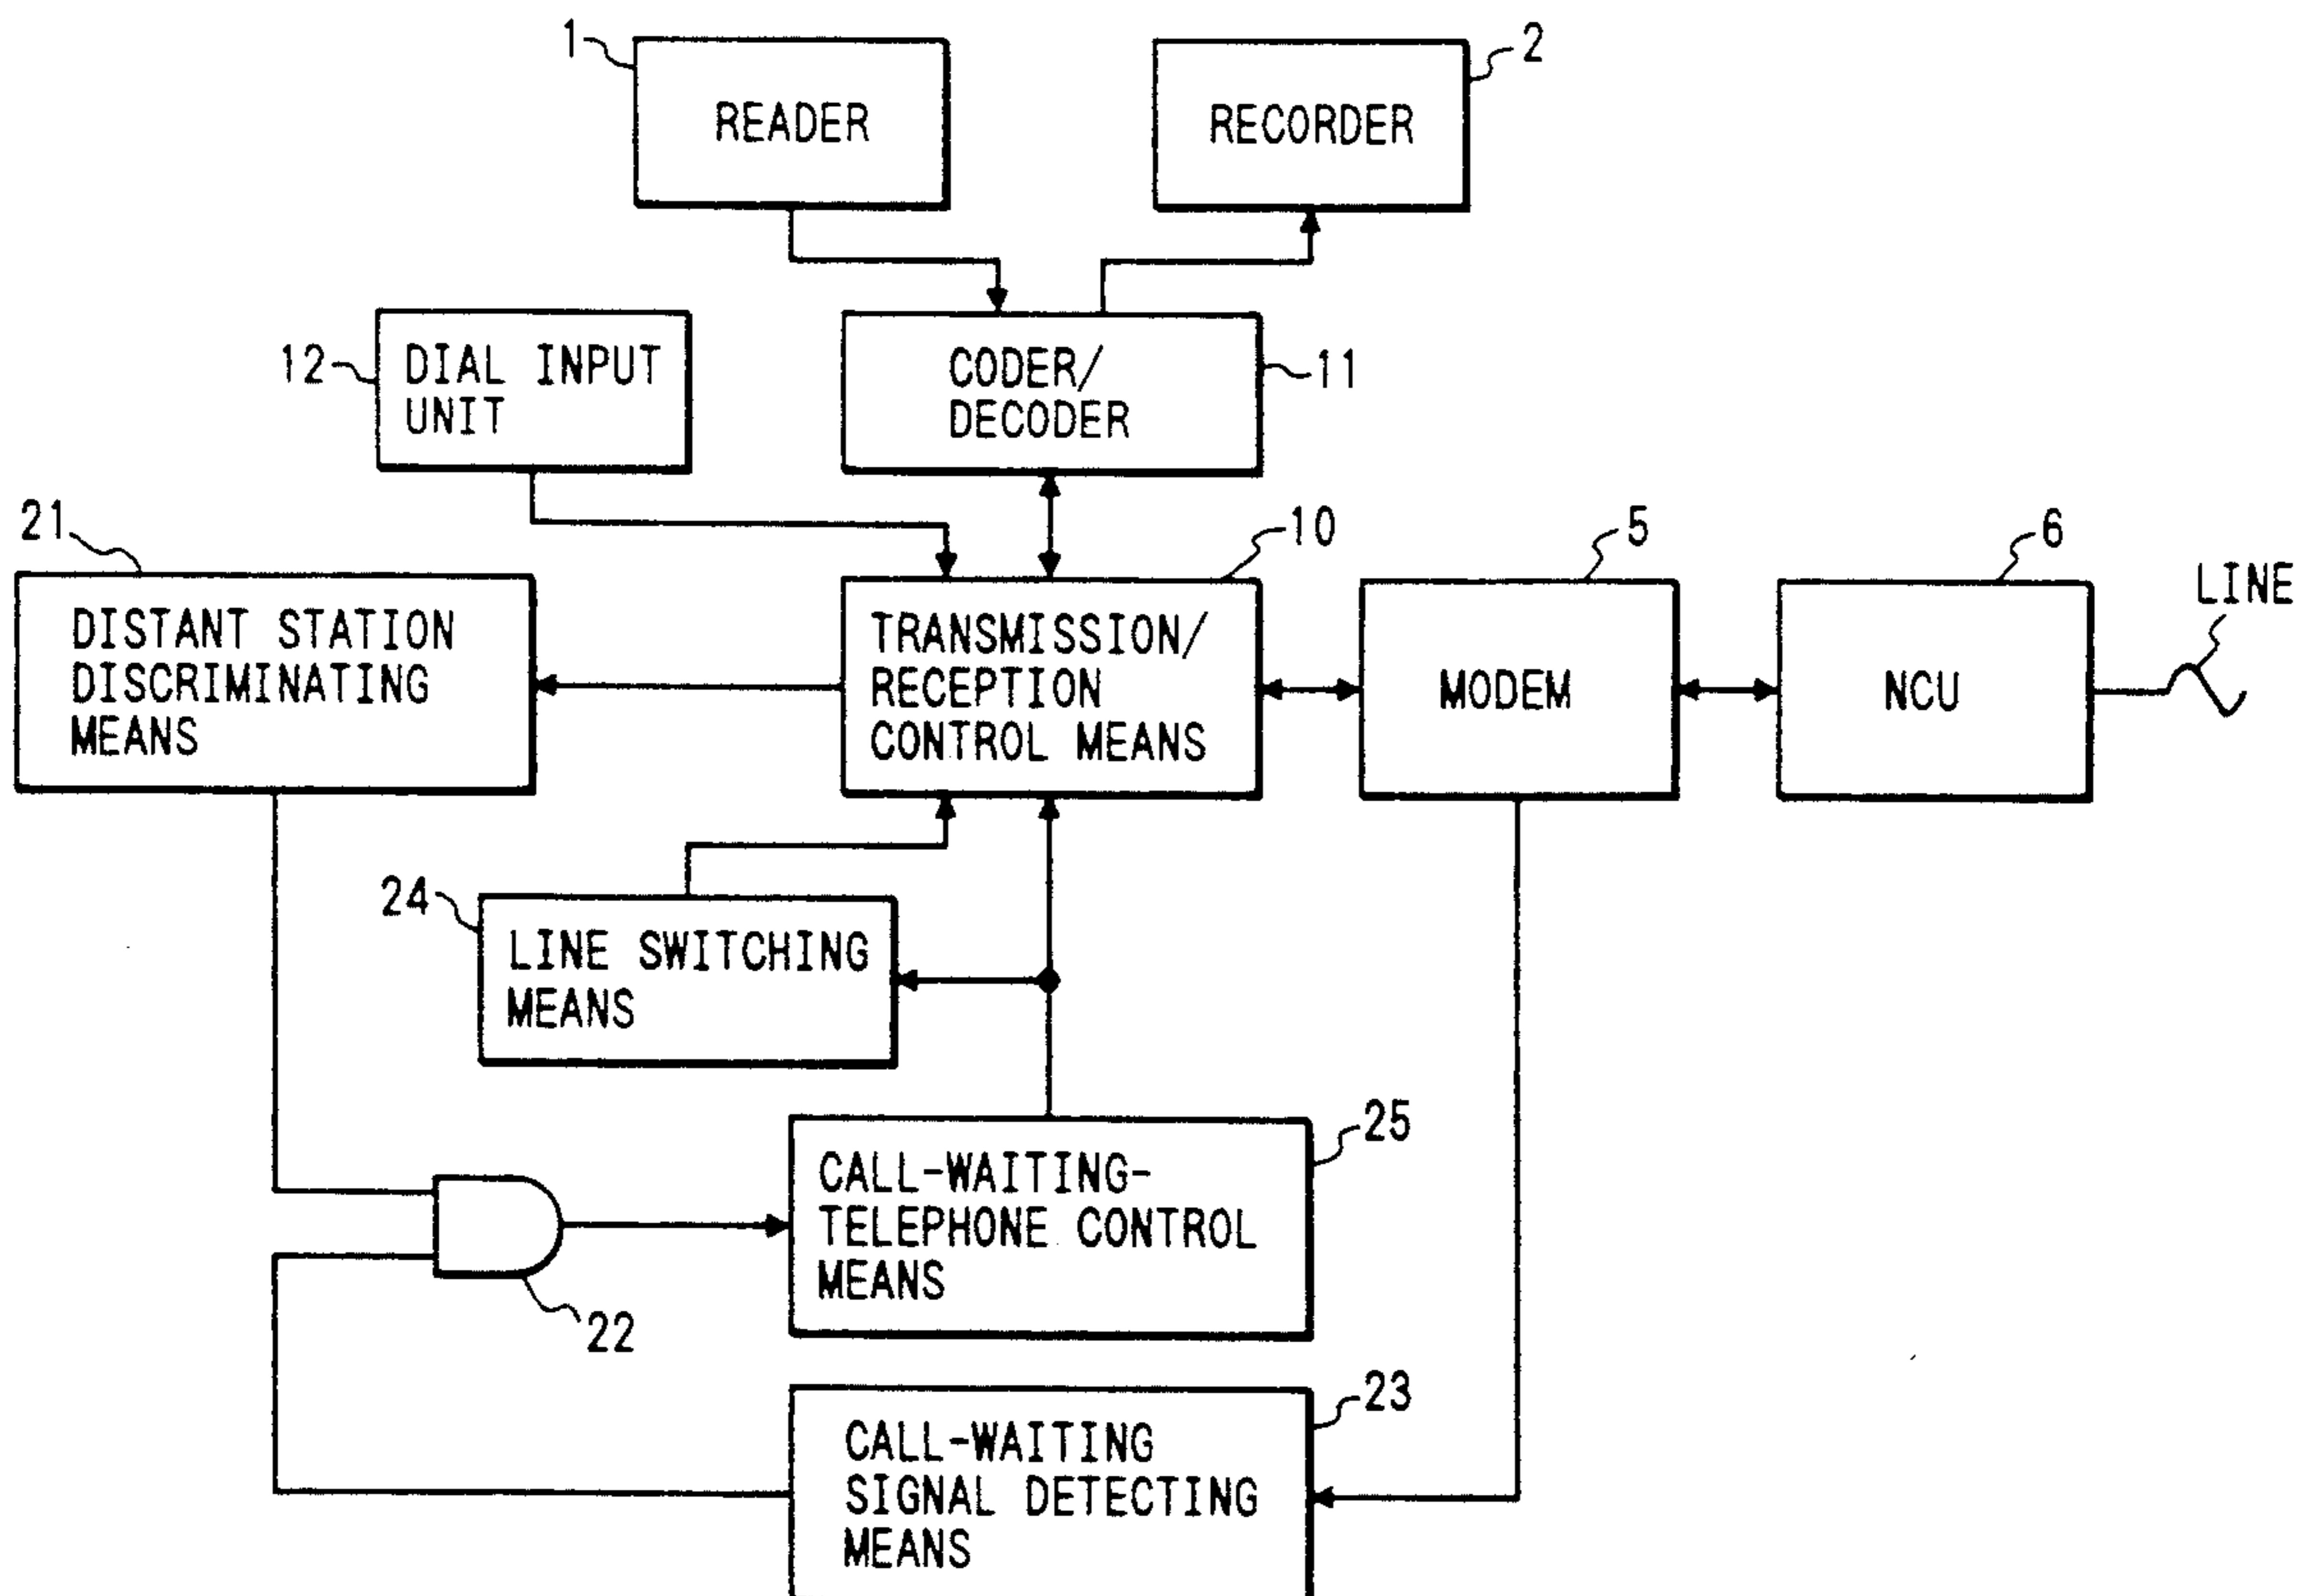 1
READER
RECORDER
2
12
DIAL INPUT
UNIT
CODER/
DECODER
11
21
DISTANT STATION
DISCRIMINATING
MEANS
10
TRANSMISSION/
RECEPTION
CONTROL MEANS
5
MODEM
6
NCU
LINE
24
LINE SWITCHING
MEANS
25
CALL-WAITING-
TELEPHONE CONTROL
MEANS
22
23
CALL-WAITING
SIGNAL DETECTING
MEANS